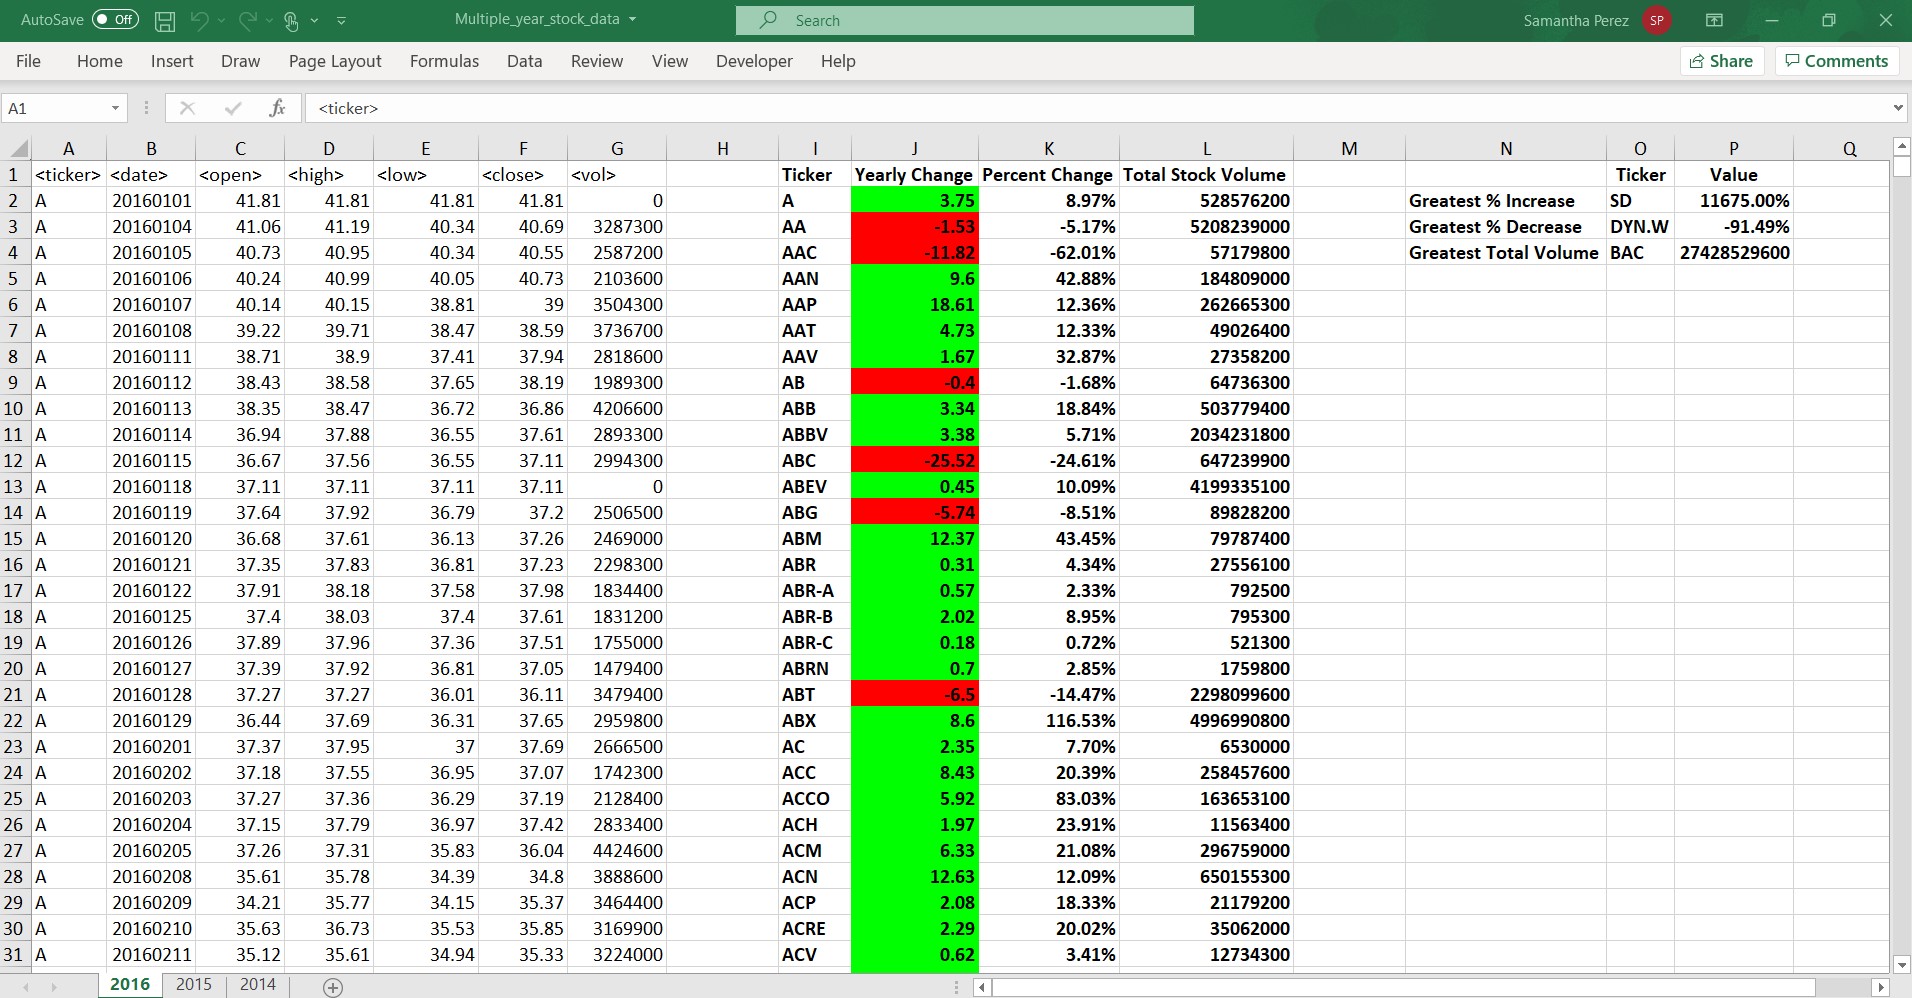 AutoSave Off Multiple_year_stock_data Search Samantha Perez SP
File Home Insert Draw Page Layout Formulas Data Review View Developer Help Share Comments
A1 fx <ticker>
A B C D E F G H I J K L M N O P Q
1 <ticker> <date> <open> <high> <low> <close> <vol> Ticker Yearly Change Percent Change Total Stock Volume Ticker Value
2 A 20160101 41.81 41.81 41.81 41.81 0 A 3.75 8.97% 528576200 Greatest % Increase SD 11675.00%
3 A 20160104 41.06 41.19 40.34 40.69 3287300 AA -1.53 -5.17% 5208239000 Greatest % Decrease DYN.W -91.49%
4 A 20160105 40.73 40.95 40.34 40.55 2587200 AAC -11.82 -62.01% 57179800 Greatest Total Volume BAC 27428529600
5 A 20160106 40.24 40.99 40.05 40.73 2103600 AAN 9.6 42.88% 184809000
6 A 20160107 40.14 40.15 38.81 39 3504300 AAP 18.61 12.36% 262665300
7 A 20160108 39.22 39.71 38.47 38.59 3736700 AAT 4.73 12.33% 49026400
8 A 20160111 38.71 38.9 37.41 37.94 2818600 AAV 1.67 32.87% 27358200
9 A 20160112 38.43 38.58 37.65 38.19 1989300 AB -0.4 -1.68% 64736300
10 A 20160113 38.35 38.47 36.72 36.86 4206600 ABB 3.34 18.84% 503779400
11 A 20160114 36.94 37.88 36.55 37.61 2893300 ABBV 3.38 5.71% 2034231800
12 A 20160115 36.67 37.56 36.55 37.11 2994300 ABC -25.52 -24.61% 647239900
13 A 20160118 37.11 37.11 37.11 37.11 0 ABEV 0.45 10.09% 4199335100
14 A 20160119 37.64 37.92 36.79 37.2 2506500 ABG -5.74 -8.51% 89828200
15 A 20160120 36.68 37.61 36.13 37.26 2469000 ABM 12.37 43.45% 79787400
16 A 20160121 37.35 37.83 36.81 37.23 2298300 ABR 0.31 4.34% 27556100
17 A 20160122 37.91 38.18 37.58 37.98 1834400 ABR-A 0.57 2.33% 792500
18 A 20160125 37.4 38.03 37.4 37.61 1831200 ABR-B 2.02 8.95% 795300
19 A 20160126 37.89 37.96 37.36 37.51 1755000 ABR-C 0.18 0.72% 521300
20 A 20160127 37.39 37.92 36.81 37.05 1479400 ABRN 0.7 2.85% 1759800
21 A 20160128 37.27 37.27 36.01 36.11 3479400 ABT -6.5 -14.47% 2298099600
22 A 20160129 36.44 37.69 36.31 37.65 2959800 ABX 8.6 116.53% 4996990800
23 A 20160201 37.37 37.95 37 37.69 2666500 AC 2.35 7.70% 6530000
24 A 20160202 37.18 37.55 36.95 37.07 1742300 ACC 8.43 20.39% 258457600
25 A 20160203 37.27 37.36 36.29 37.19 2128400 ACCO 5.92 83.03% 163653100
26 A 20160204 37.15 37.79 36.97 37.42 2833400 ACH 1.97 23.91% 11563400
27 A 20160205 37.26 37.31 35.83 36.04 4424600 ACM 6.33 21.08% 296759000
28 A 20160208 35.61 35.78 34.39 34.8 3888600 ACN 12.63 12.09% 650155300
29 A 20160209 34.21 35.77 34.15 35.37 3464400 ACP 2.08 18.33% 21179200
30 A 20160210 35.63 36.73 35.53 35.85 3169900 ACRE 2.29 20.02% 35062000
31 A 20160211 35.12 35.61 34.94 35.33 3224000 ACV 0.62 3.41% 12734300
2016 2015 2014